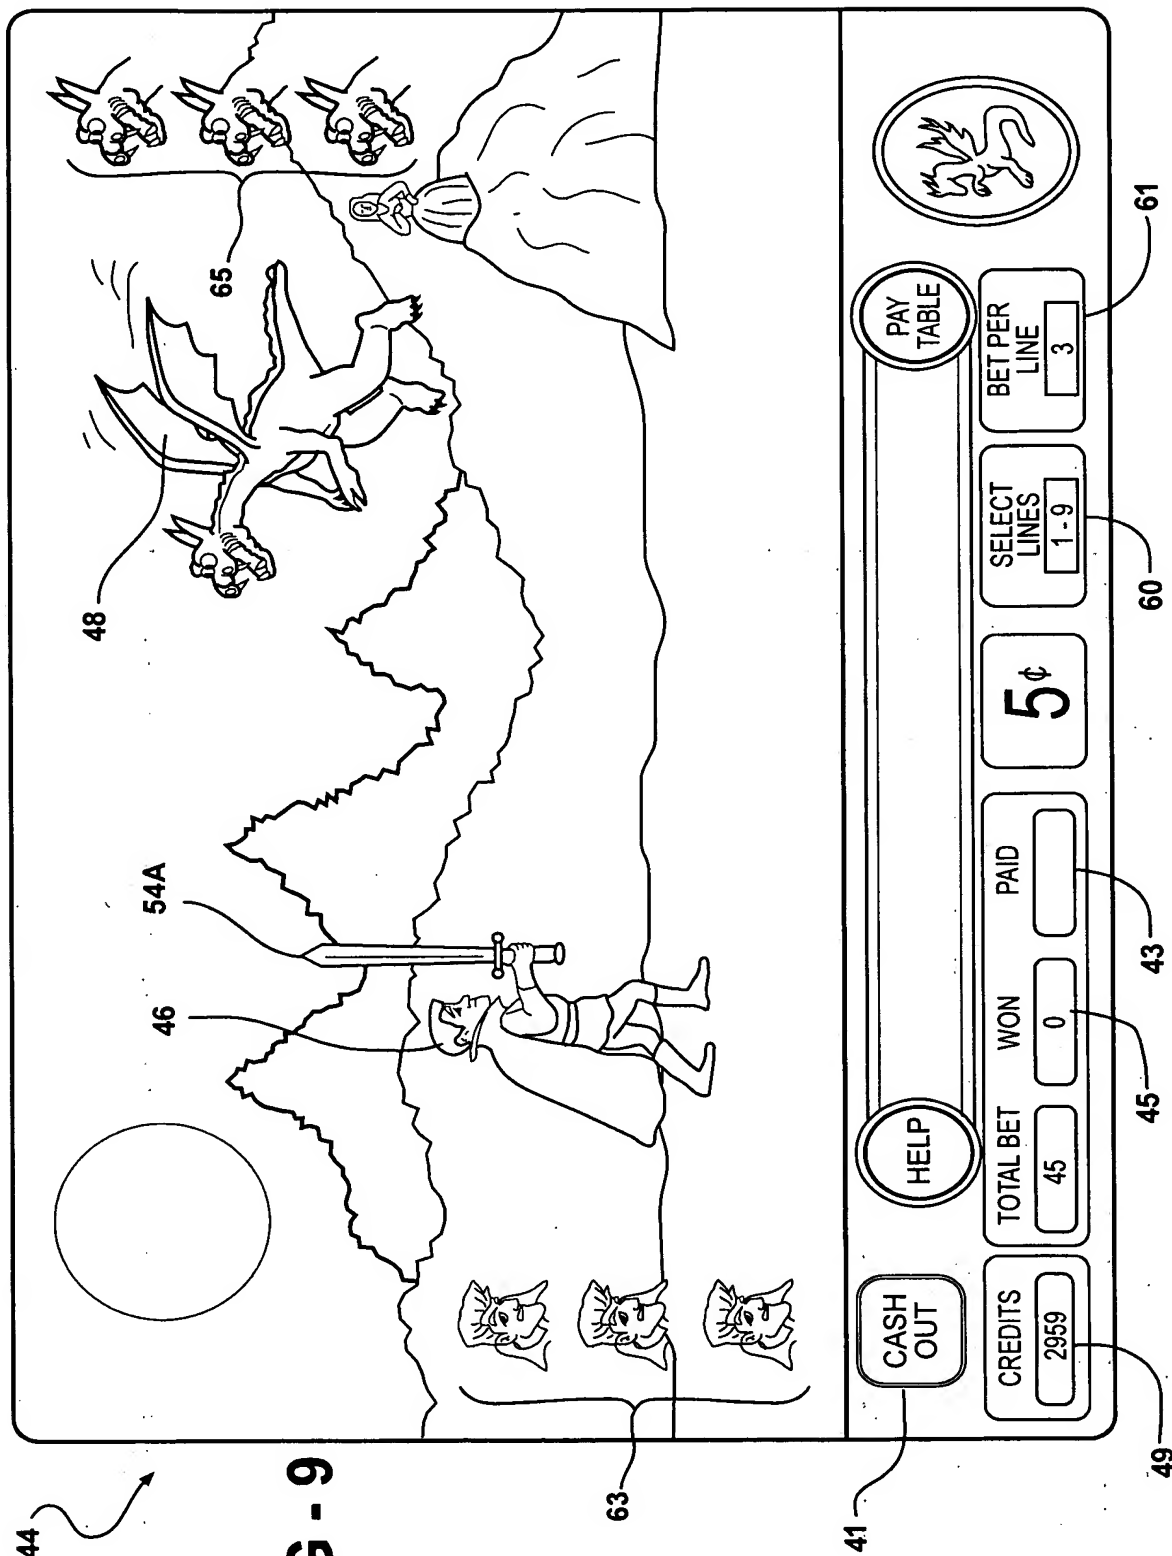 44
G - 9
48
65
54A
46
63
HELP
PAY
TABLE
CASH
OUT
CREDITS
2959
TOTAL BET
45
WON
0
PAID
5¢
SELECT
LINES
1 - 9
BET PER
LINE
3
41
49
45
43
60
61